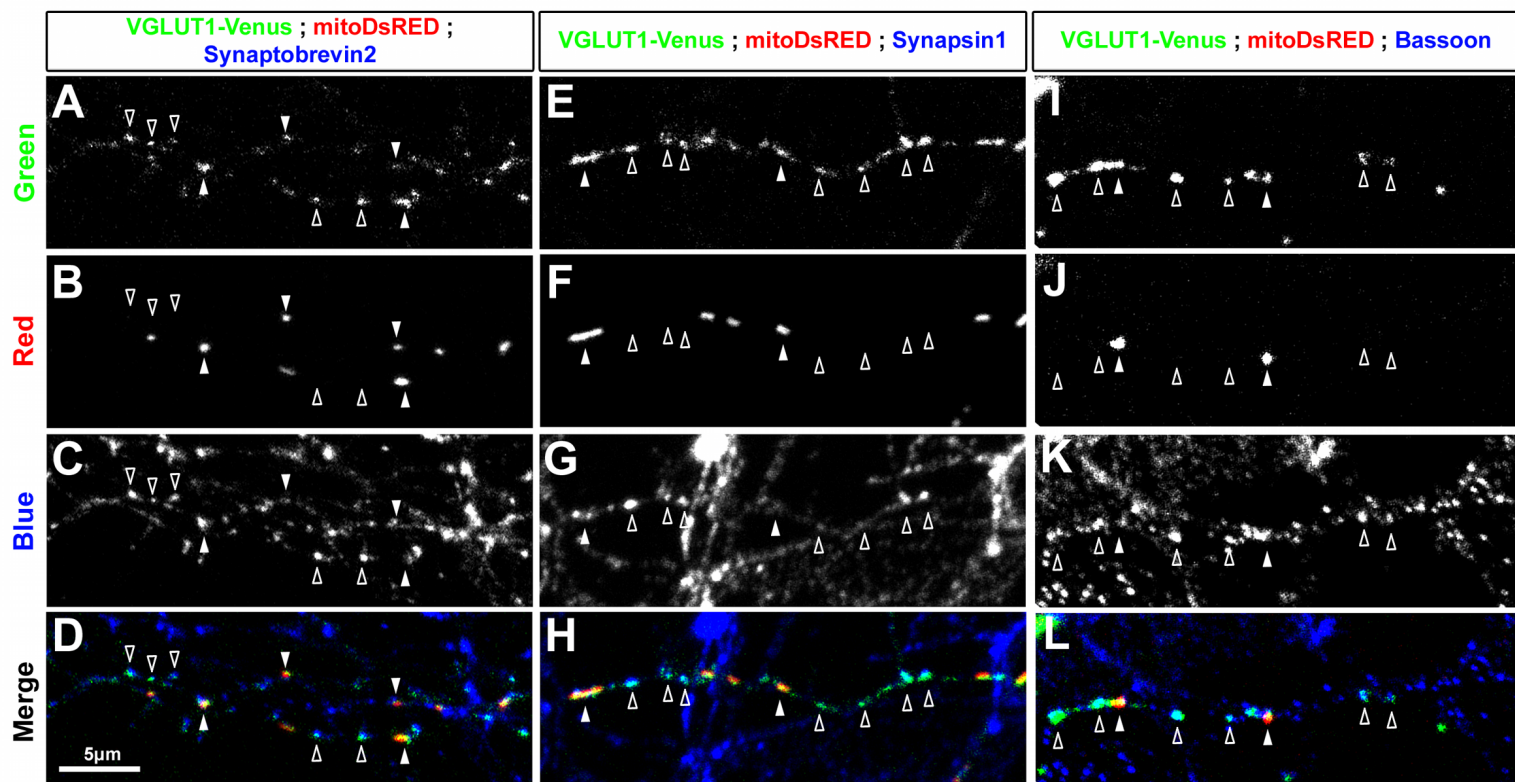 VGLUT1-Venus ; mitoDsRED ;
Synaptobrevin2
VGLUT1-Venus ; mitoDsRED ; Synapsin1
VGLUT1-Venus ; mitoDsRED ; Bassoon
Green
A
E
I
Red
B
F
J
Blue
C
G
K
Merge
D
H
L
5µm